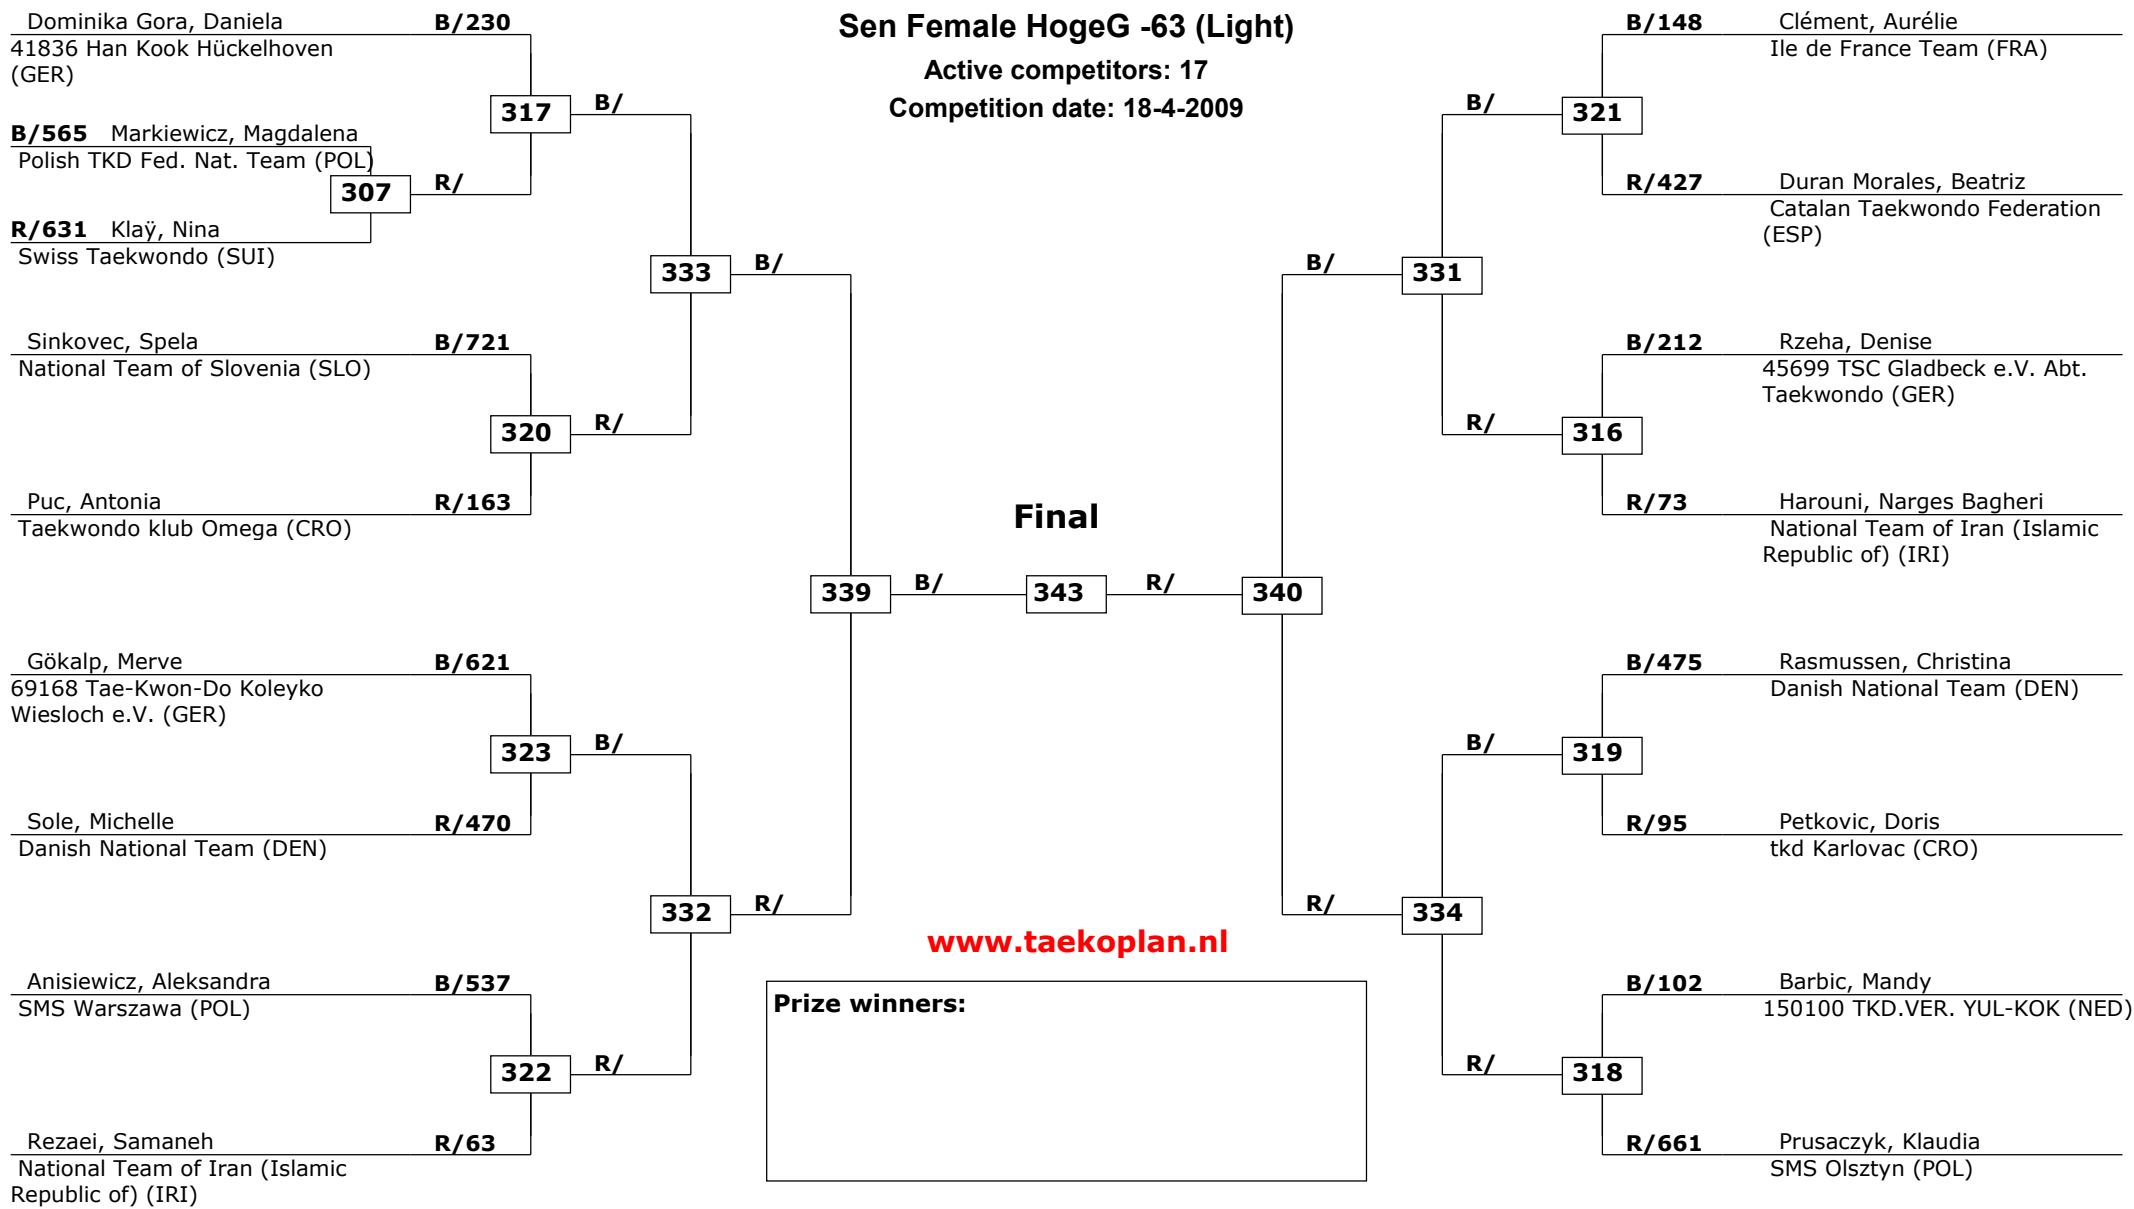 Sen Female HogeG -63 (Light)
Active competitors: 17
Competition date: 18-4-2009
Dominika Gora, Daniela B/230
41836 Han Kook Hückelhoven
(GER)
317 B/
B/565 Markiewicz, Magdalena
Polish TKD Fed. Nat. Team (POL)
307 R/
R/631 Klaÿ, Nina
Swiss Taekwondo (SUI)
333 B/
Sinkovec, Spela B/721
National Team of Slovenia (SLO)
320 R/
Puc, Antonia R/163
Taekwondo klub Omega (CRO)
Gökalp, Merve B/621
69168 Tae-Kwon-Do Koleyko
Wiesloch e.V. (GER)
323 B/
Sole, Michelle R/470
Danish National Team (DEN)
332 R/
Anisiewicz, Aleksandra B/537
SMS Warszawa (POL)
322 R/
Rezaei, Samaneh R/63
National Team of Iran (Islamic
Republic of) (IRI)
Final
339 B/ 343 R/ 340
www.taekoplan.nl
Prize winners:
B/148 Clément, Aurélie
Ile de France Team (FRA)
B/ 321
R/427 Duran Morales, Beatriz
Catalan Taekwondo Federation
(ESP)
B/ 331
B/212 Rzeha, Denise
45699 TSC Gladbeck e.V. Abt.
Taekwondo (GER)
R/ 316
R/73 Harouni, Narges Bagheri
National Team of Iran (Islamic
Republic of) (IRI)
B/475 Rasmussen, Christina
Danish National Team (DEN)
B/ 319
R/95 Petkovic, Doris
tkd Karlovac (CRO)
R/ 334
B/102 Barbic, Mandy
150100 TKD.VER. YUL-KOK (NED)
R/ 318
R/661 Prusaczyk, Klaudia
SMS Olsztyn (POL)